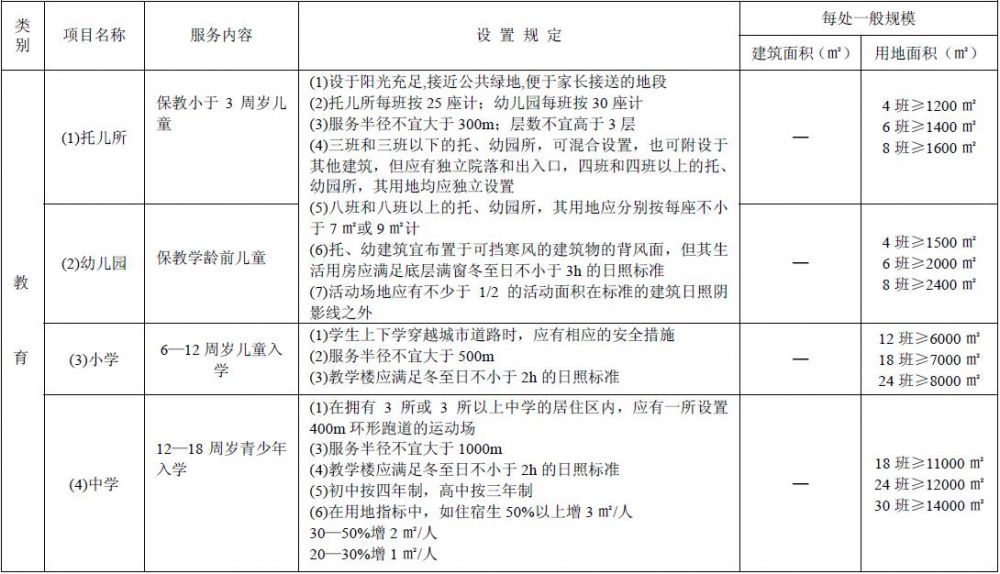 类别
项目名称
服务内容
设 置 规 定
每处一般规模
建筑面积（㎡）
用地面积（㎡）
教
育
(1)托儿所
保教小于 3 周岁儿
童
(1)设于阳光充足,接近公共绿地,便于家长接送的地段
(2)托儿所每班按 25 座计；幼儿园每班按 30 座计
(3)服务半径不宜大于 300m；层数不宜高于 3 层
(4)三班和三班以下的托、幼园所，可混合设置，也可附设于
其他建筑，但应有独立院落和出入口，四班和四班以上的托、
幼园所，其用地均应独立设置
(5)八班和八班以上的托、幼园所，其用地应分别按每座不小
于 7 ㎡或 9 ㎡计
(6)托、幼建筑宜布置于可挡寒风的建筑物的背风面，但其生
活用房应满足底层满窗冬至日不小于 3h 的日照标准
(7)活动场地应有不少于 1/2 的活动面积在标准的建筑日照阴
影线之外
—
4 班≥1200 ㎡
6 班≥1400 ㎡
8 班≥1600 ㎡
(2)幼儿园
保教学龄前儿童
—
4 班≥1500 ㎡
6 班≥2000 ㎡
8 班≥2400 ㎡
(3)小学
6—12 周岁儿童入
学
(1)学生上下学穿越城市道路时，应有相应的安全措施
(2)服务半径不宜大于 500m
(3)教学楼应满足冬至日不小于 2h 的日照标准
—
12 班≥6000 ㎡
18 班≥7000 ㎡
24 班≥8000 ㎡
(4)中学
12—18 周岁青少年
入学
(1)在拥有 3 所或 3 所以上中学的居住区内，应有一所设置
400m 环形跑道的运动场
(3)服务半径不宜大于 1000m
(4)教学楼应满足冬至日不小于 2h 的日照标准
(5)初中按四年制，高中按三年制
(6)在用地指标中，如住宿生 50%以上增 3 ㎡/人
30—50%增 2 ㎡/人
20—30%增 1 ㎡/人
—
18 班≥11000 ㎡
24 班≥12000 ㎡
30 班≥14000 ㎡